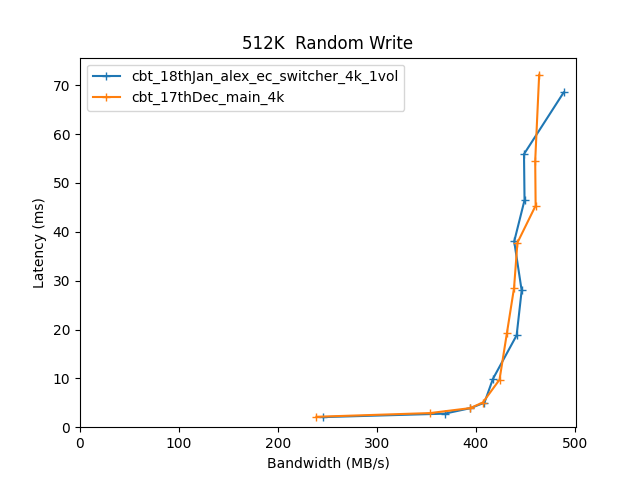 512K  Random Write
cbt_18thJan_alex_ec_switcher_4k_1vol
cbt_17thDec_main_4k
70
60
50
40
30
20
10
0
Latency (ms)
0 100 200 300 400 500
Bandwidth (MB/s)